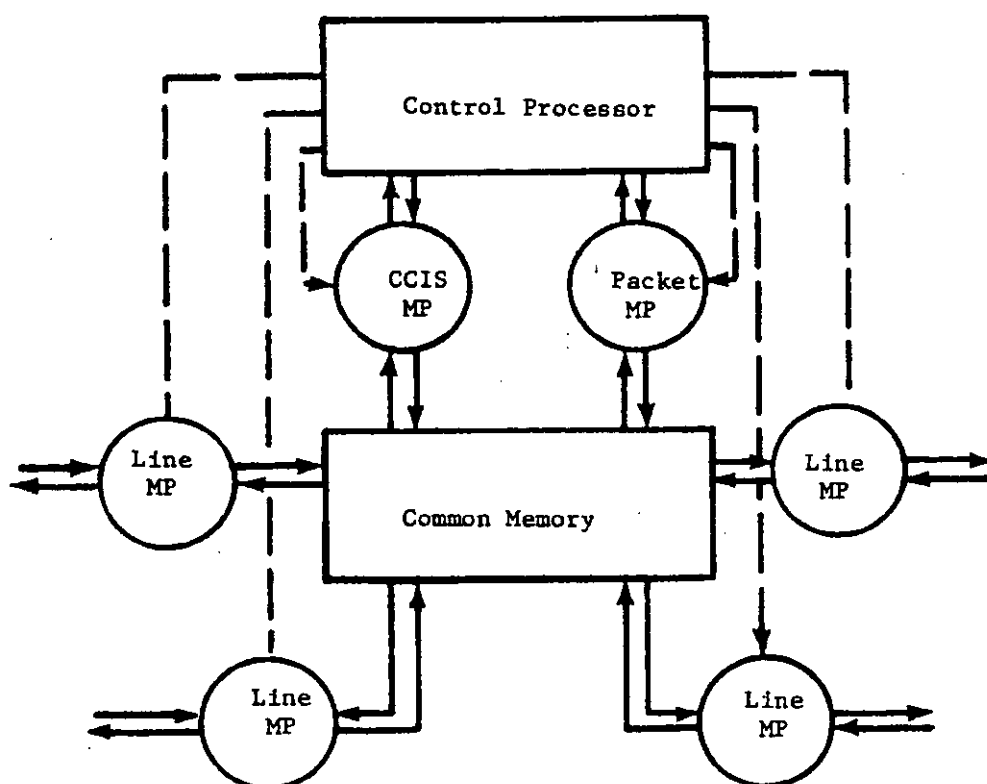 Control Processor
CCIS
MP
Packet
MP
Line
MP
Line
MP
Common Memory
Line
MP
Line
MP